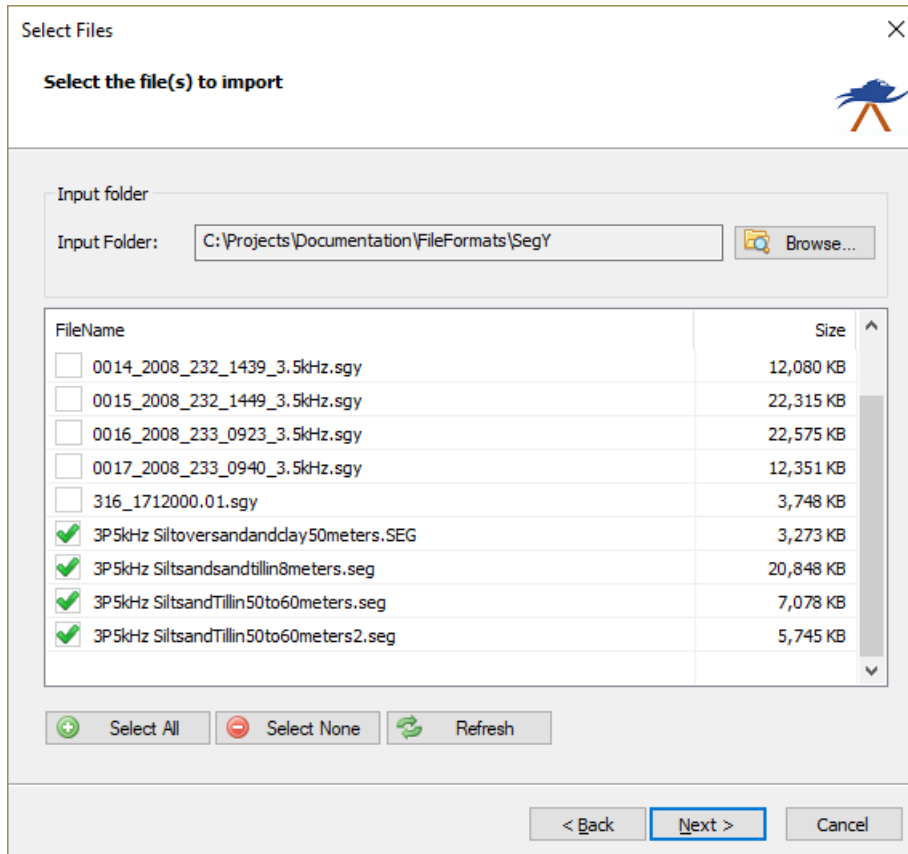 Select Files
Select the file(s) to import
Input folder
Input Folder: C:\Projects\Documentation\FileFormats\SegY Browse...
FileName Size
0014_2008_232_1439_3.5kHz.sgy 12,080 KB
0015_2008_232_1449_3.5kHz.sgy 22,315 KB
0016_2008_233_0923_3.5kHz.sgy 22,575 KB
0017_2008_233_0940_3.5kHz.sgy 12,351 KB
316_1712000.01.sgy 3,748 KB
3P5kHz Siltoversandandclay50meters.SEG 3,273 KB
3P5kHz Siltsandsandtillin8meters.seg 20,848 KB
3P5kHz SiltsandTillin50to60meters.seg 7,078 KB
3P5kHz SiltsandTillin50to60meters2.seg 5,745 KB
Select All Select None Refresh
< Back Next > Cancel